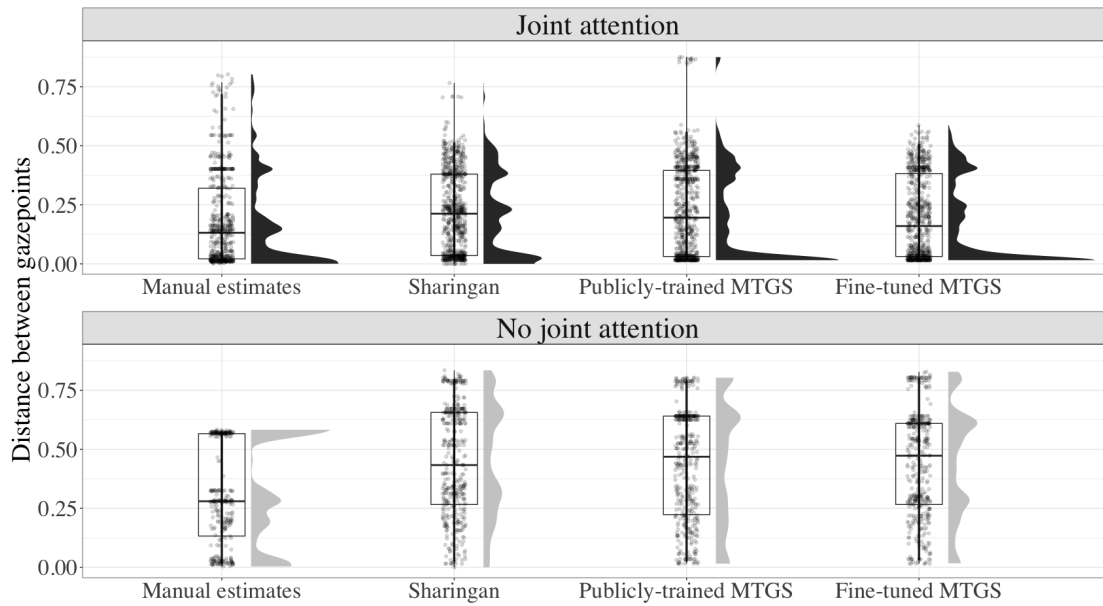 Joint attention
Distance between gazepoints
0.75
0.50
0.25
0.00
Manual estimates
Sharingan
Publicly-trained MTGS
Fine-tuned MTGS
No joint attention
0.75
0.50
0.25
0.00
Manual estimates
Sharingan
Publicly-trained MTGS
Fine-tuned MTGS